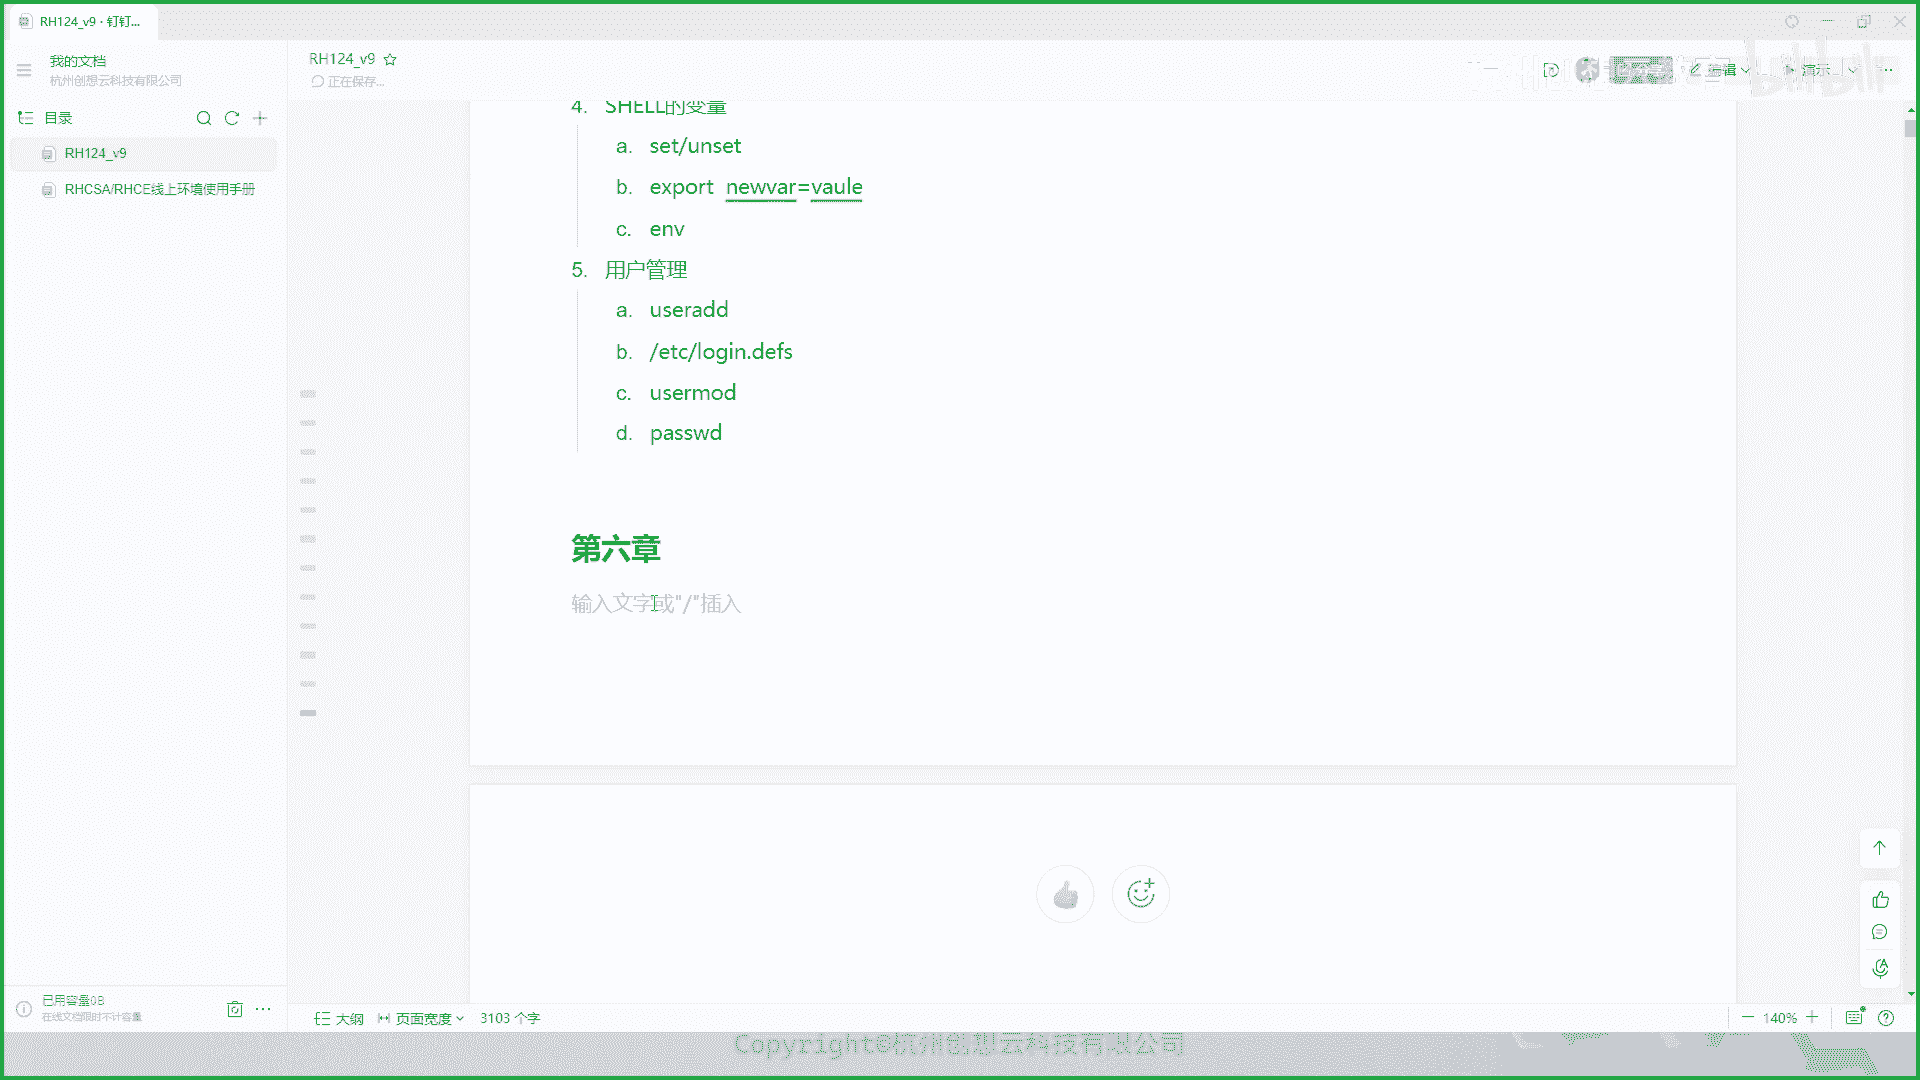 RH124_v9 · 钉钉...
我的文档
杭州创想云科技有限公司
目录
RH124_v9
RHCSA/RHCE线上环境使用手册
RH124_v9
正在保存...
编辑
演示
4. SHELL的变量
a. set/unset
b. export newvar=vaule
c. env
5. 用户管理
a. useradd
b. /etc/login.defs
c. usermod
d. passwd
第六章
输入文字或"/"插入
已用容量0B
在线文档限时不计容量
大纲
页面宽度
3103 个字
140%
Copyright©杭州创想云科技有限公司